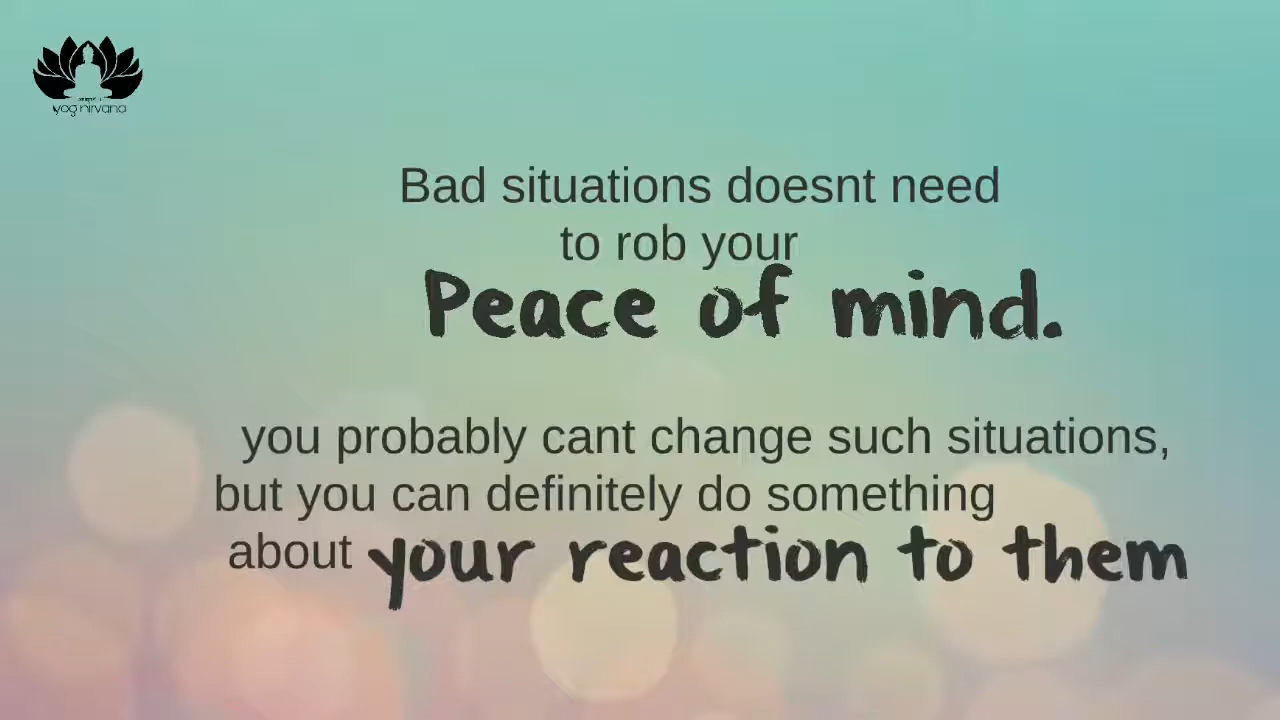 yog nirvana
Bad situations doesnt need
to rob your
Peace of mind.
you probably cant change such situations,
but you can definitely do something
about your reaction to them